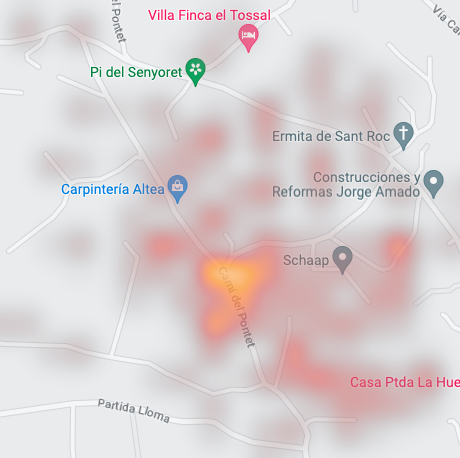 Villa Finca el Tossal
del Pontet
Via Ca
Pi del Senyoret
Ermita de Sant Roc
Construcciones y
Reformas Jorge Amado
Carpintería Altea
Schaap
Camí del Pontet
Casa Ptda La Hue
Partida Lloma